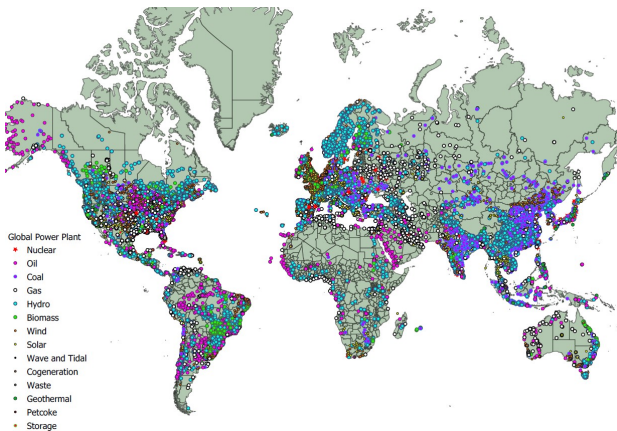 Global Power Plant
Nuclear
Oil
Coal
Gas
Hydro
Biomass
Wind
Solar
Wave and Tidal
Cogeneration
Waste
Geothermal
Petcoke
Storage